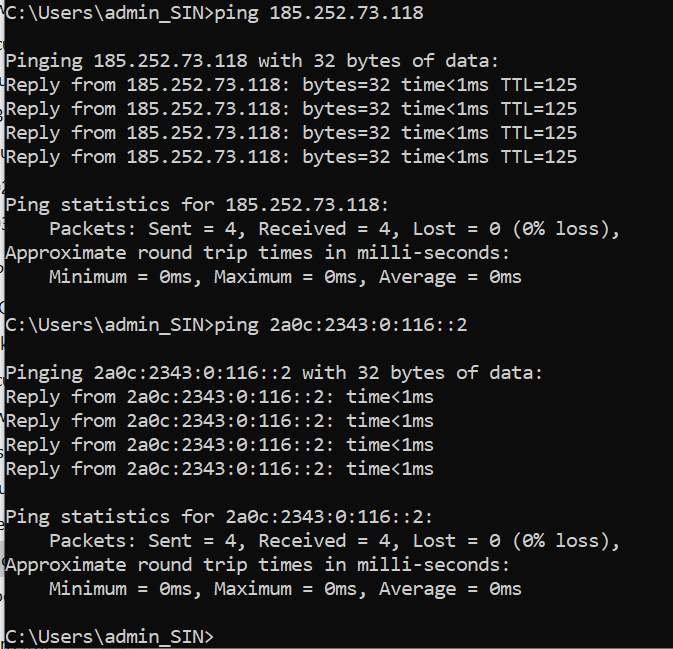 C:\Users\admin_SIN>ping 185.252.73.118
Pinging 185.252.73.118 with 32 bytes of data:
Reply from 185.252.73.118: bytes=32 time<1ms TTL=125
Reply from 185.252.73.118: bytes=32 time<1ms TTL=125
Reply from 185.252.73.118: bytes=32 time<1ms TTL=125
Reply from 185.252.73.118: bytes=32 time<1ms TTL=125
Ping statistics for 185.252.73.118:
    Packets: Sent = 4, Received = 4, Lost = 0 (0% loss),
Approximate round trip times in milli-seconds:
    Minimum = 0ms, Maximum = 0ms, Average = 0ms
C:\Users\admin_SIN>ping 2a0c:2343:0:116::2
Pinging 2a0c:2343:0:116::2 with 32 bytes of data:
Reply from 2a0c:2343:0:116::2: time<1ms
Reply from 2a0c:2343:0:116::2: time<1ms
Reply from 2a0c:2343:0:116::2: time<1ms
Reply from 2a0c:2343:0:116::2: time<1ms
Ping statistics for 2a0c:2343:0:116::2:
    Packets: Sent = 4, Received = 4, Lost = 0 (0% loss),
Approximate round trip times in milli-seconds:
    Minimum = 0ms, Maximum = 0ms, Average = 0ms
C:\Users\admin_SIN>